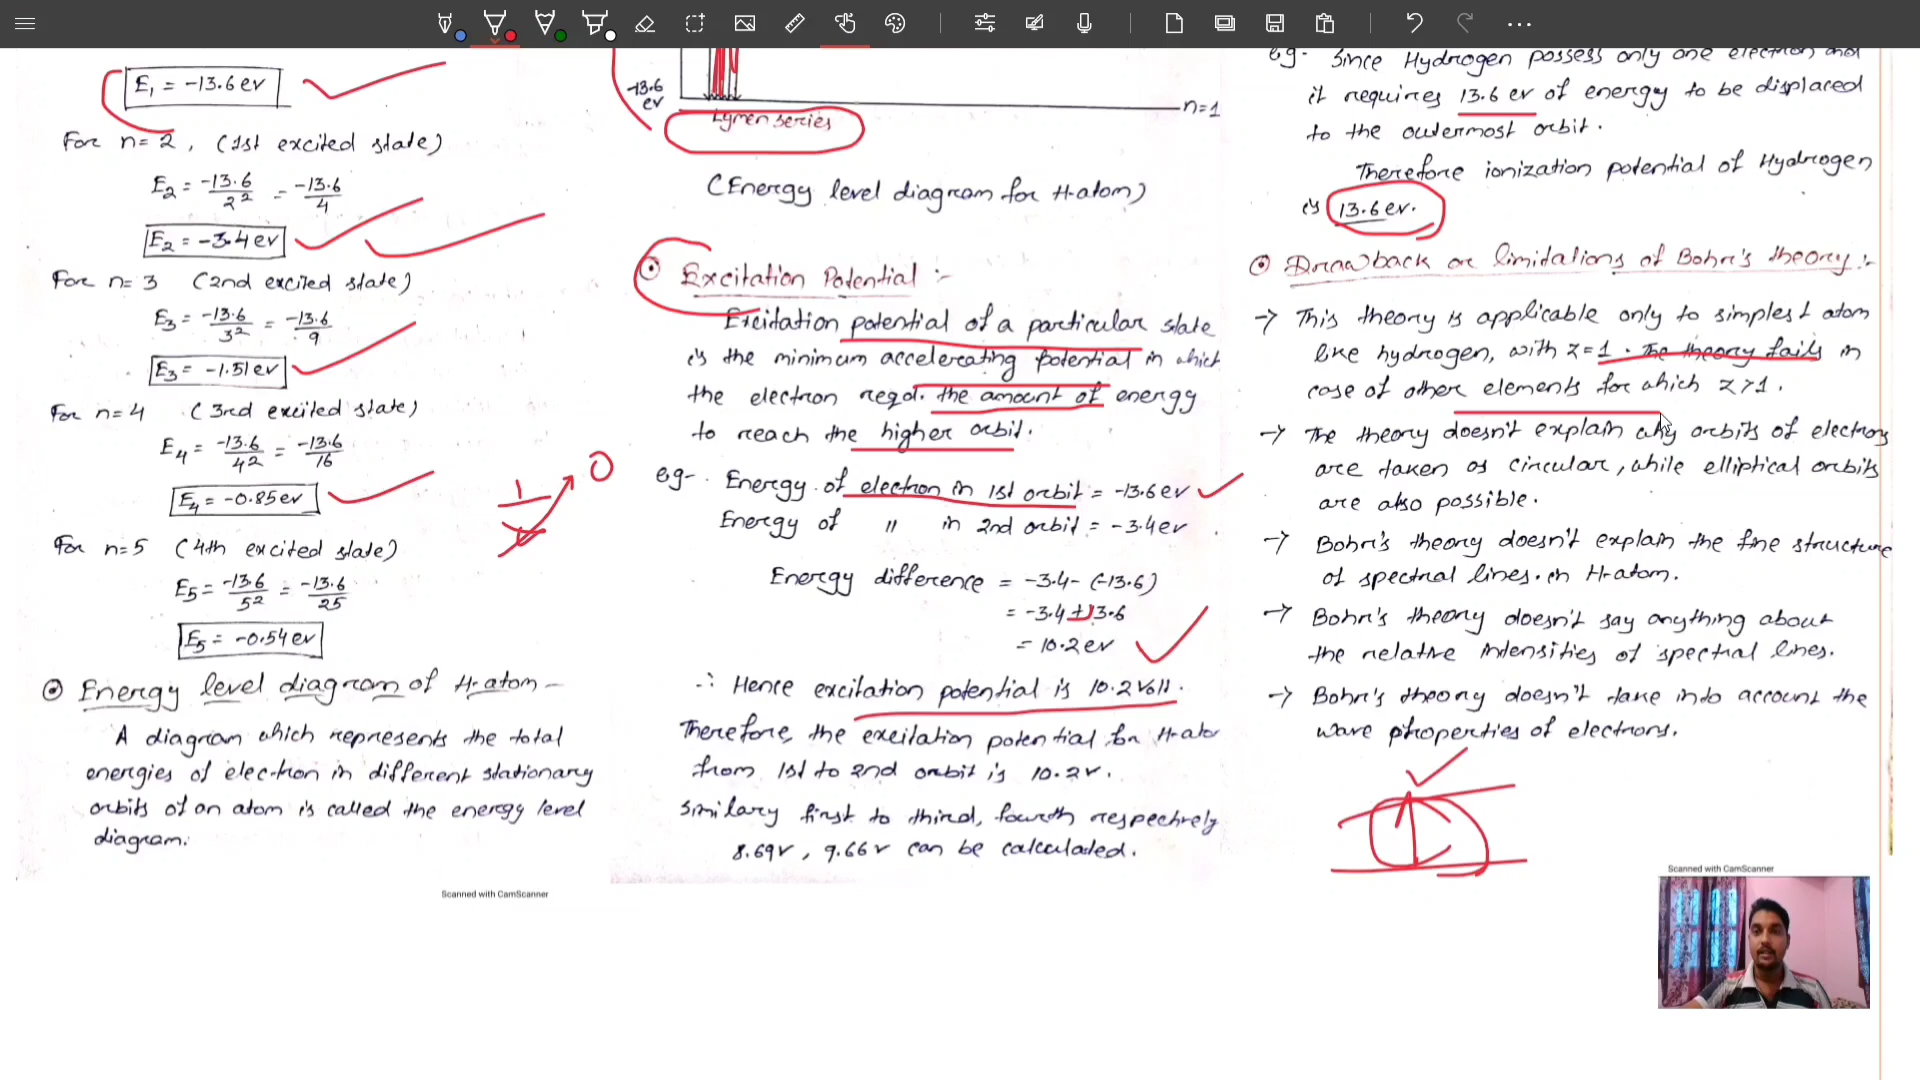 E₁ = -13.6 ev
For n= 2 , (1st excited state)
E₂ = -13.6/2² = -13.6/4
E₂ = -3.4 ev
For n= 3 (2nd excited state)
E₃ = -13.6/3² = -13.6/9
E₃ = -1.51 ev
For n=4 (3rd excited state)
E₄ = -13.6/4² = -13.6/16
E₄ = -0.85 ev
For n=5 (4th excited state)
E₅ = -13.6/5² = -13.6/25
E₅ = -0.54 ev
Energy level diagram of H-atom -
A diagram which represents the total
energies of electron in different stationary
orbits of an atom is called the energy level
diagram.
Scanned with CamScanner
1
0
-13.6
ev
n=1
Lymen series
(Energy level diagram for H-atom)
Excitation Potential :-
Excitation potential of a particular state
is the minimum accelerating potential in which
the electron reqd. the amount of energy
to reach the higher orbit.
eg- . Energy of electron in 1st orbit = -13.6 ev
Energy of " in 2nd orbit = -3.4 ev
Energy difference = -3.4 - (-13.6)
= -3.4 + 13.6
= 10.2 ev
∴ Hence excitation potential is 10.2 volt.
Therefore, the excitation potential for H-ato
from 1st to 2nd orbit is 10.2 v.
similary first to third, fourth respectively
8.69v , 9.66 v can be calculated.
eg- Since Hydrogen possess only one electron and
it requires 13.6 ev of energy to be displaced
to the outermost orbit.
Therefore ionization potential of Hydrogen
is 13.6 ev.
Drawback or limitations of Bohr's theory :-
→ This theory is applicable only to simplest atom
like hydrogen, with z=1. The theory fails in
case of other elements for which z>1.
→ The theory doesn't explain why orbits of electrons
are taken as circular, while elliptical orbits
are also possible.
→ Bohr's theory doesn't explain the fine structure
of spectral lines. in H-atom.
→ Bohr's theory doesn't say anything about
the relative intensities of spectral lines.
→ Bohr's theory doesn't take into account the
wave properties of electrons.
Scanned with CamScanner